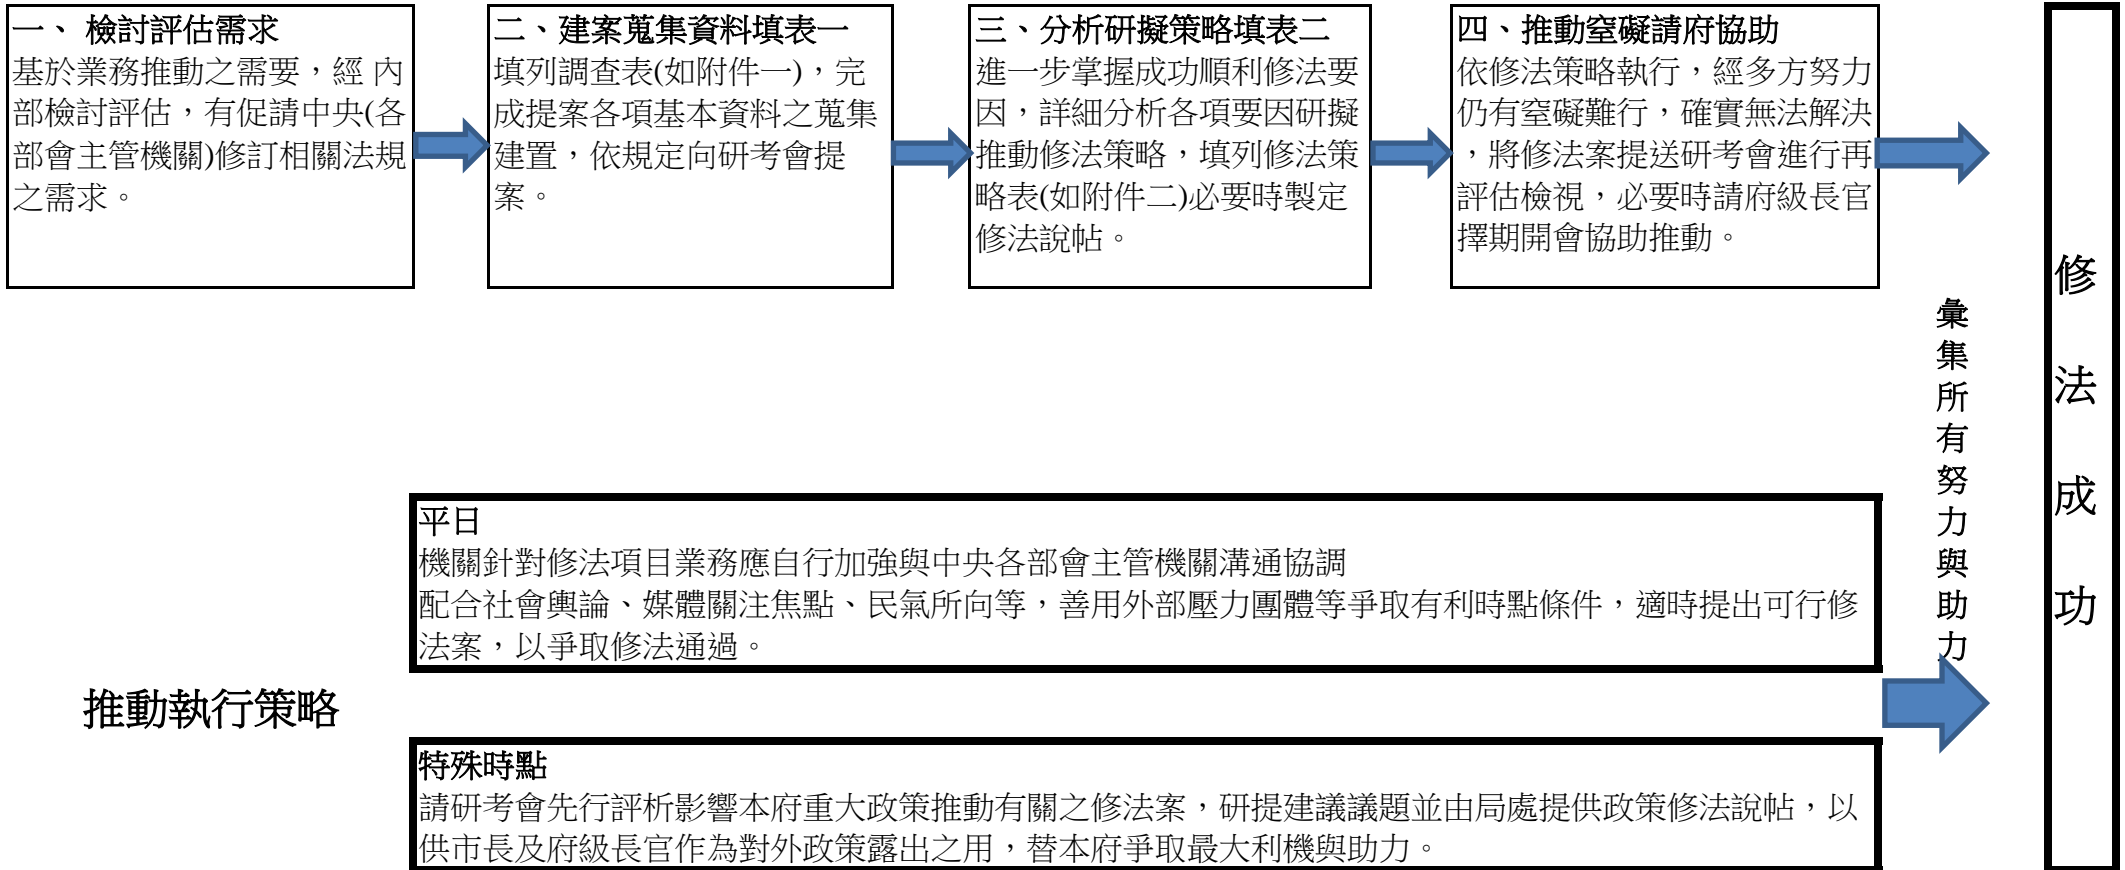 一、 檢討評估需求
基於業務推動之需要，經 內
部檢討評估，有促請中央(各
部會主管機關)修訂相關法規
之需求。
二、建案蒐集資料填表一
填列調查表(如附件一)，完
成提案各項基本資料之蒐集
建置，依規定向研考會提
案。
三、分析研擬策略填表二
進一步掌握成功順利修法要
因，詳細分析各項要因研擬
推動修法策略，填列修法策
略表(如附件二)必要時製定
修法說帖。
四、推動窒礙請府協助
依修法策略執行，經多方努力
仍有窒礙難行，確實無法解決
，將修法案提送研考會進行再
評估檢視，必要時請府級長官
擇期開會協助推動。
彙集所有努力與助力
修法成功
推動執行策略
平日
機關針對修法項目業務應自行加強與中央各部會主管機關溝通協調
配合社會輿論、媒體關注焦點、民氣所向等，善用外部壓力團體等爭取有利時點條件，適時提出可行修
法案，以爭取修法通過。
特殊時點
請研考會先行評析影響本府重大政策推動有關之修法案，研提建議議題並由局處提供政策修法說帖，以
供市長及府級長官作為對外政策露出之用，替本府爭取最大利機與助力。